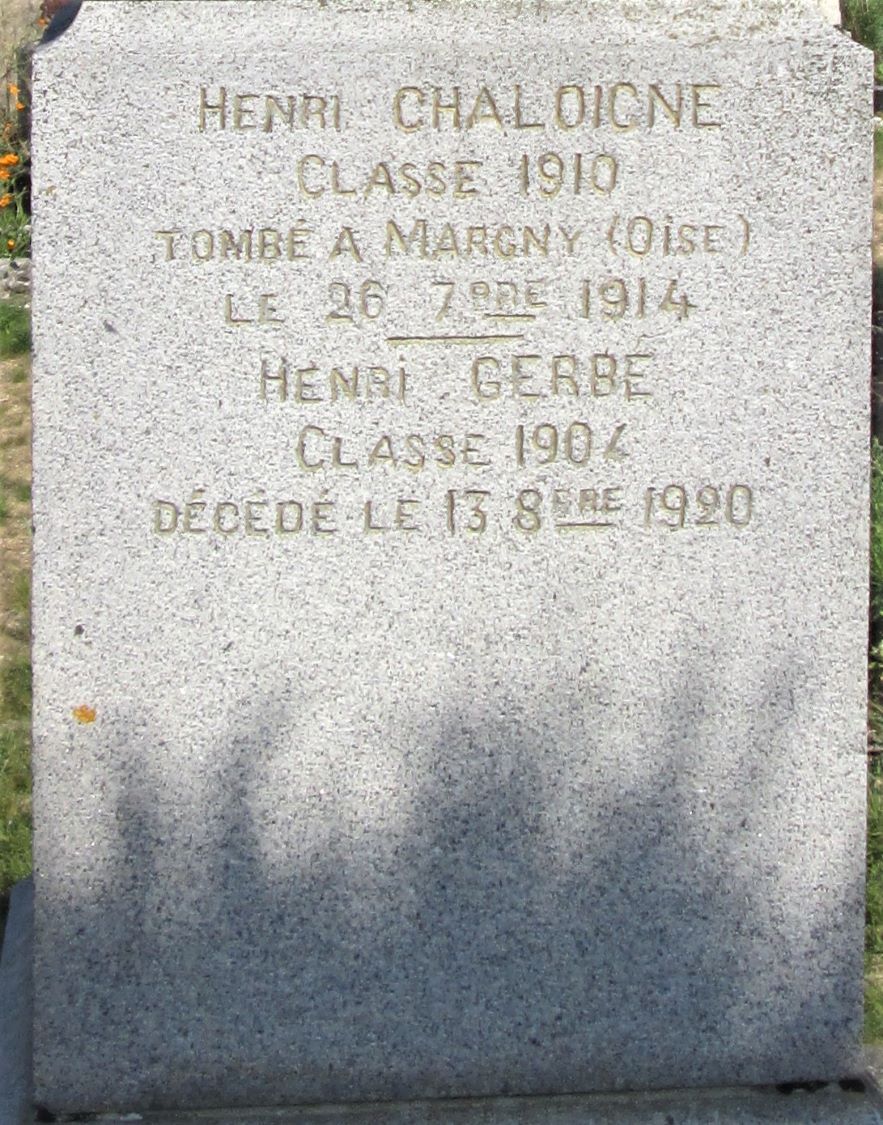 HENRI CHALOIGNE
CLASSE 1910
TOMBÉ A MARGNY (OISE)
LE 26 7BRE 1914
HENRI GERBE
CLASSE 1904
DÉCÉDÉ LE 13 8BRE 1920